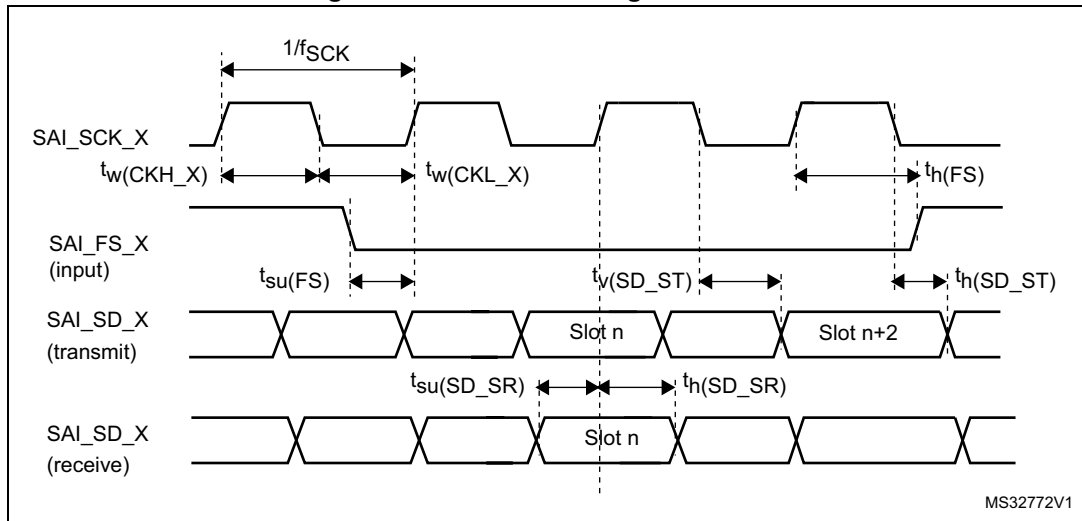 1/fSCK
SAI_SCK_X
tw(CKH_X)
tw(CKL_X)
th(FS)
SAI_FS_X
(input)
tsu(FS)
tv(SD_ST)
th(SD_ST)
SAI_SD_X
(transmit)
Slot n
Slot n+2
tsu(SD_SR)
th(SD_SR)
SAI_SD_X
(receive)
Slot n
MS32772V1